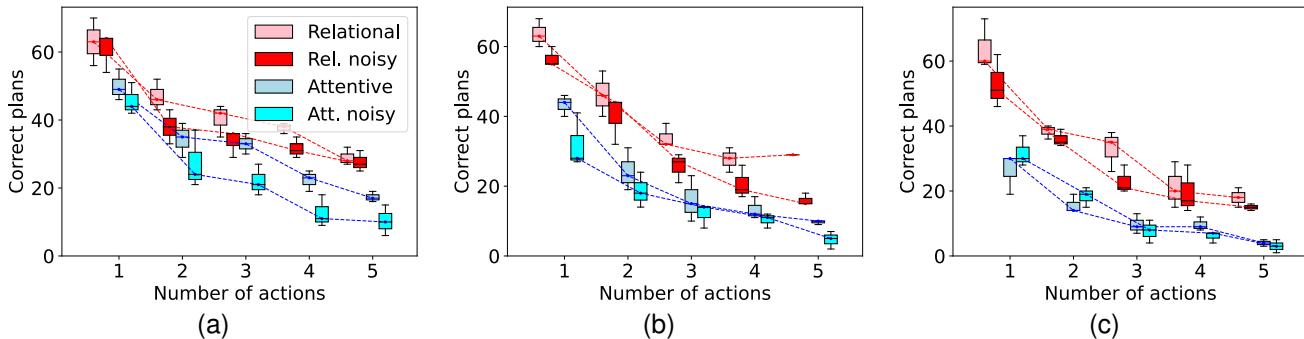 Correct plans
60
40
20
0
1 2 3 4 5
Number of actions
Relational
Rel. noisy
Attentive
Att. noisy
(a)
Correct plans
60
40
20
0
1 2 3 4 5
Number of actions
(b)
Correct plans
60
40
20
0
1 2 3 4 5
Number of actions
(c)